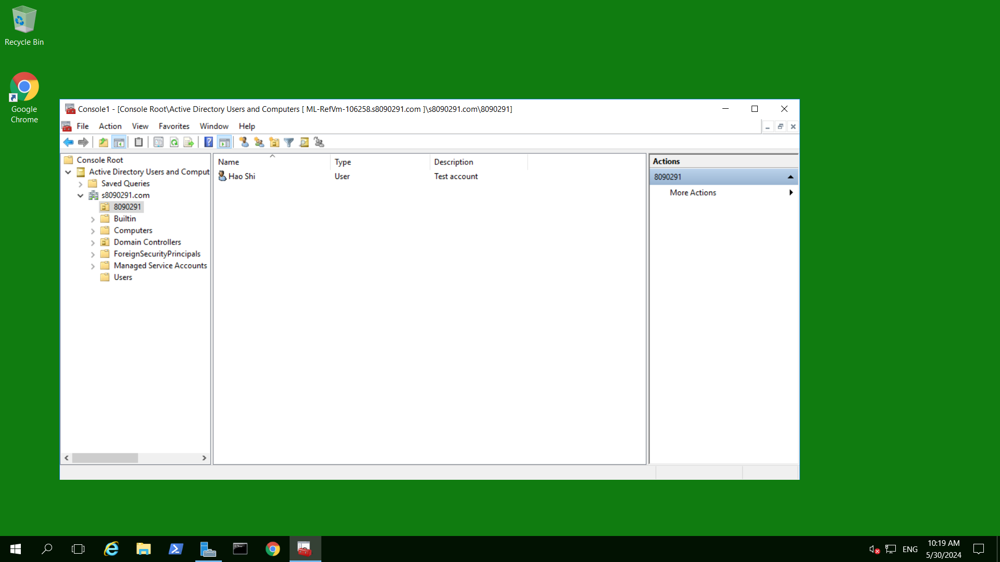 Recycle Bin
Google
Chrome
Console1 - [Console Root\Active Directory Users and Computers [ ML-RefVm-106258.s8090291.com ]\s8090291.com\8090291]
File Action View Favorites Window Help
Console Root
Active Directory Users and Comput
Saved Queries
s8090291.com
8090291
Builtin
Computers
Domain Controllers
ForeignSecurityPrincipals
Managed Service Accounts
Users
Name Type Description
Hao Shi User Test account
Actions
8090291
More Actions
ENG
10:19 AM
5/30/2024